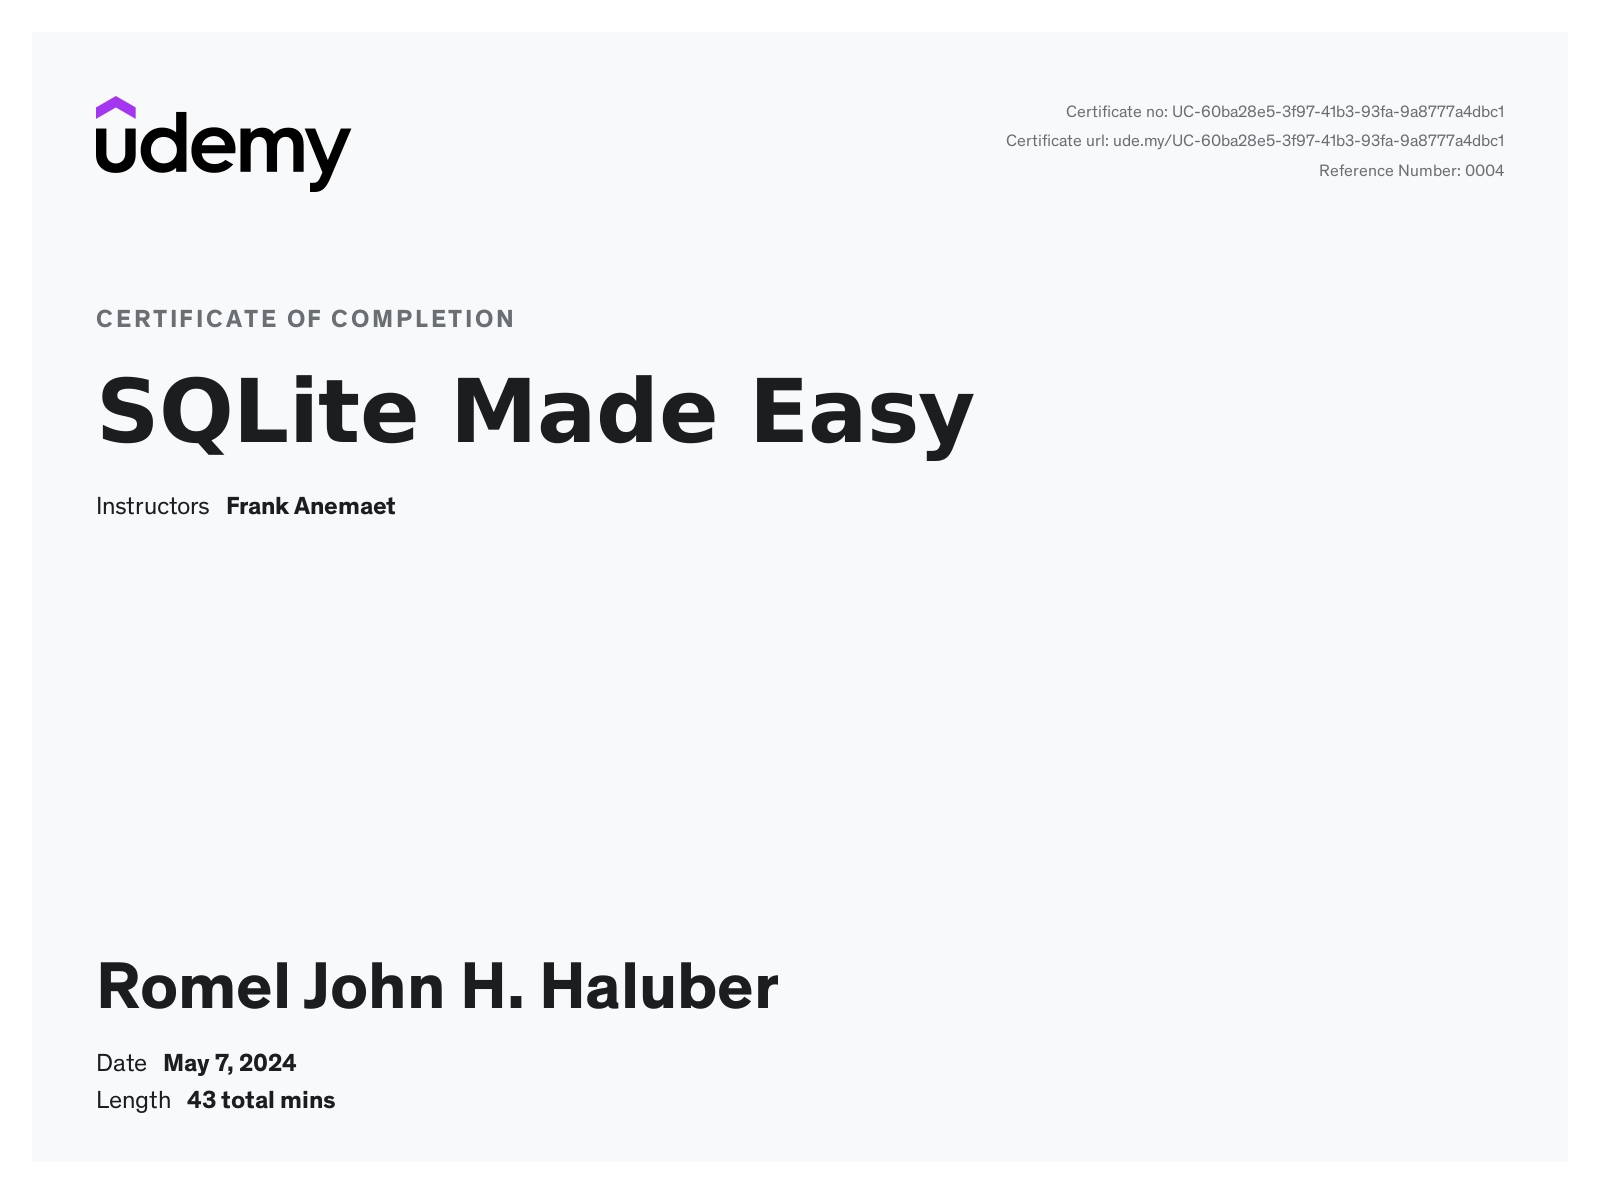 udemy
Certificate no: UC-60ba28e5-3f97-41b3-93fa-9a8777a4dbc1
Certificate url: ude.my/UC-60ba28e5-3f97-41b3-93fa-9a8777a4dbc1
Reference Number: 0004
CERTIFICATE OF COMPLETION
SQLite Made Easy
Instructors Frank Anemaet
Romel John H. Haluber
Date May 7, 2024
Length 43 total mins